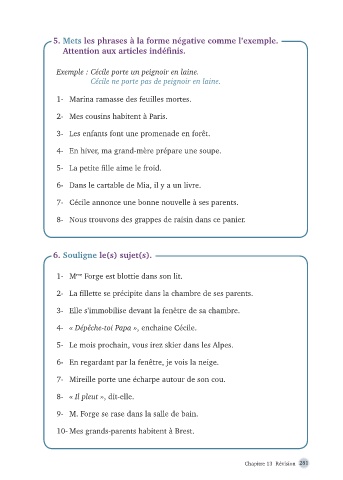 5. Mets les phrases à la forme négative comme l'exemple.
Attention aux articles indéfinis.
Exemple : Cécile porte un peignoir en laine.
Cécile ne porte pas de peignoir en laine.
1- Marina ramasse des feuilles mortes.
2- Mes cousins habitent à Paris.
3- Les enfants font une promenade en forêt.
4- En hiver, ma grand-mère prépare une soupe.
5- La petite fille aime le froid.
6- Dans le cartable de Mia, il y a un livre.
7- Cécile annonce une bonne nouvelle à ses parents.
8- Nous trouvons des grappes de raisin dans ce panier.
6. Souligne le(s) sujet(s).
1- Mme Forge est blottie dans son lit.
2- La fillette se précipite dans la chambre de ses parents.
3- Elle s'immobilise devant la fenêtre de sa chambre.
4- « Dépêche-toi Papa », enchaine Cécile.
5- Le mois prochain, vous irez skier dans les Alpes.
6- En regardant par la fenêtre, je vois la neige.
7- Mireille porte une écharpe autour de son cou.
8- « Il pleut », dit-elle.
9- M. Forge se rase dans la salle de bain.
10- Mes grands-parents habitent à Brest.
Chapitre 13 Révision 281